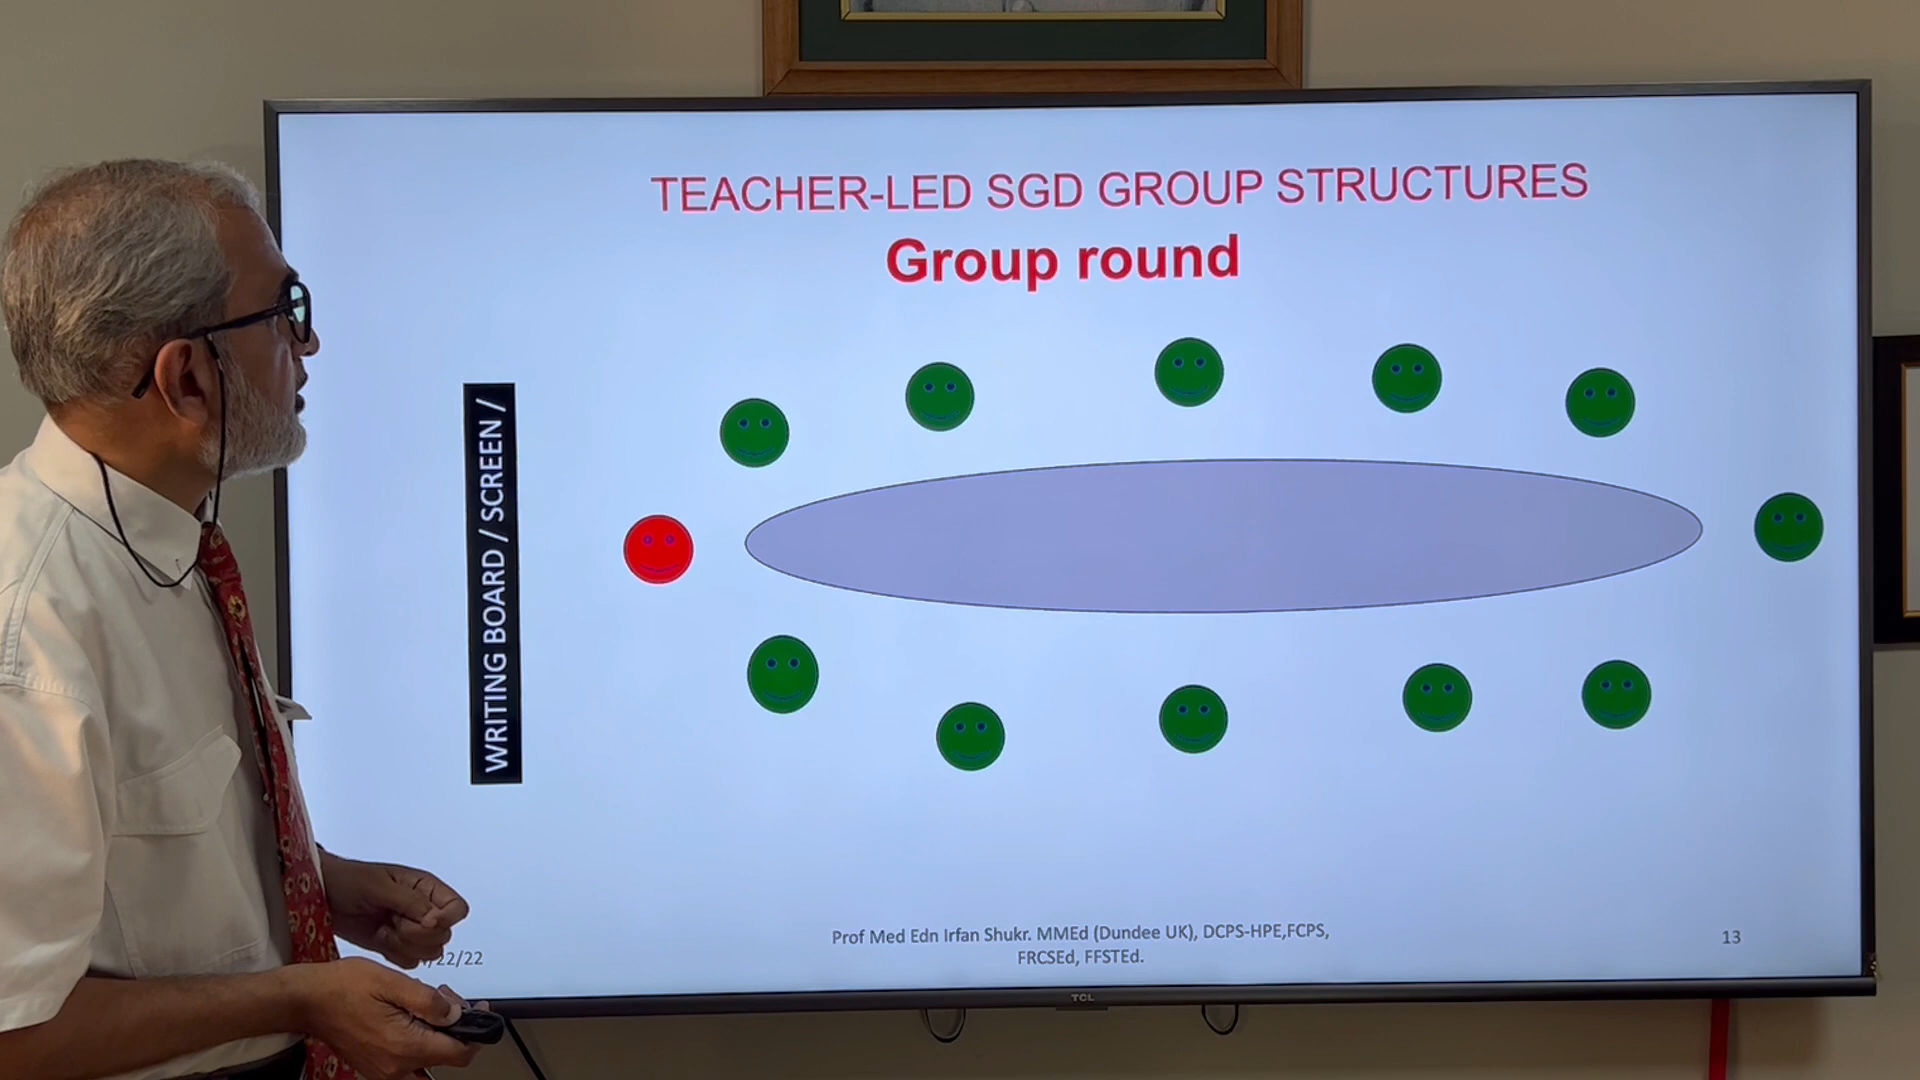 TEACHER-LED SGD GROUP STRUCTURES
Group round
WRITING BOARD / SCREEN /
Prof Med Edn Irfan Shukr. MMEd (Dundee UK), DCPS-HPE,FCPS,
FRCSEd, FFSTEd.
/22/22
13
TCL